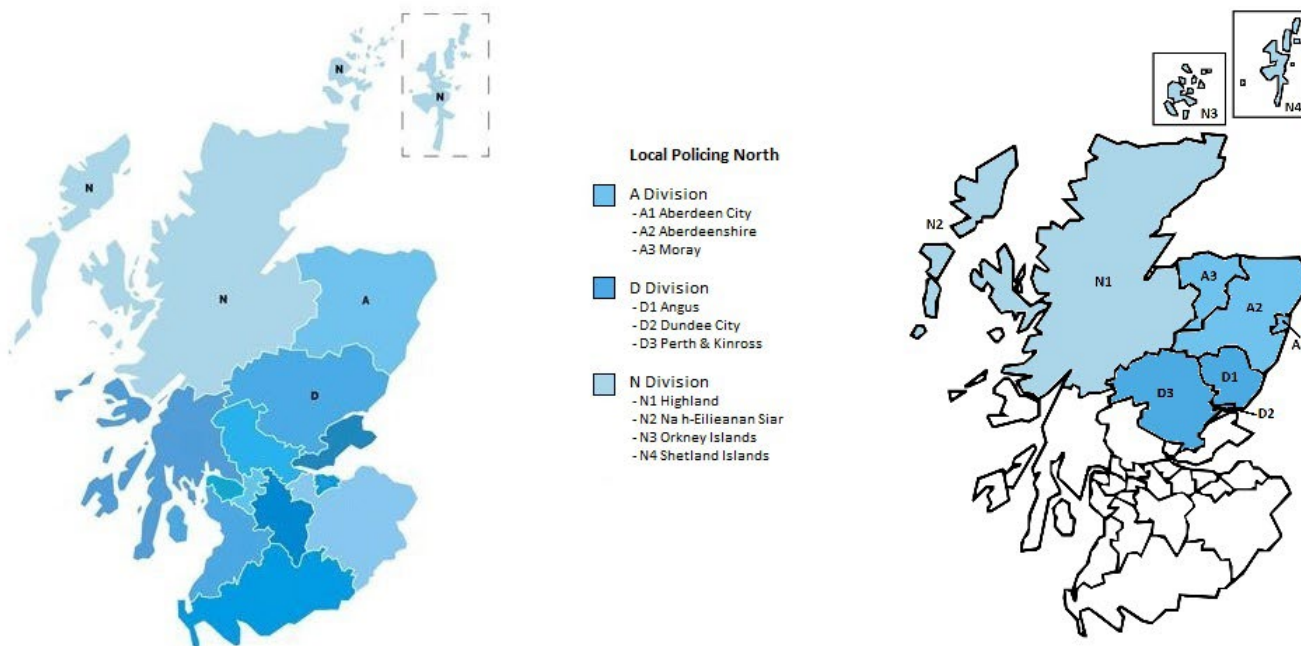 N
N
N
N
A
D
Local Policing North
A Division
- A1 Aberdeen City
- A2 Aberdeenshire
- A3 Moray
D Division
- D1 Angus
- D2 Dundee City
- D3 Perth & Kinross
N Division
- N1 Highland
- N2 Na h-Eilieanan Siar
- N3 Orkney Islands
- N4 Shetland Islands
N4
N3
N2
N1
A3
A2
A
D1
D3
D2